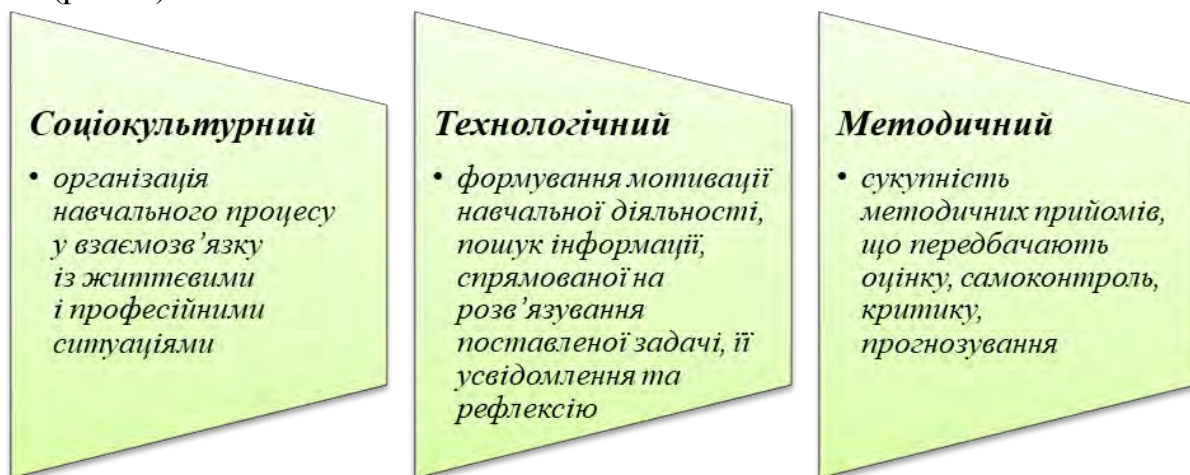 Соціокультурний
• організація
навчального процесу
у взаємозв’язку
із життєвими
і професійними
ситуаціями
Технологічний
• формування мотивації
навчальної діяльності,
пошук інформації,
спрямованої на
розв’язування
поставленої задачі, її
усвідомлення та
рефлексію
Методичний
• сукупність
методичних прийомів,
що передбачають
оцінку, самоконтроль,
критику,
прогнозування